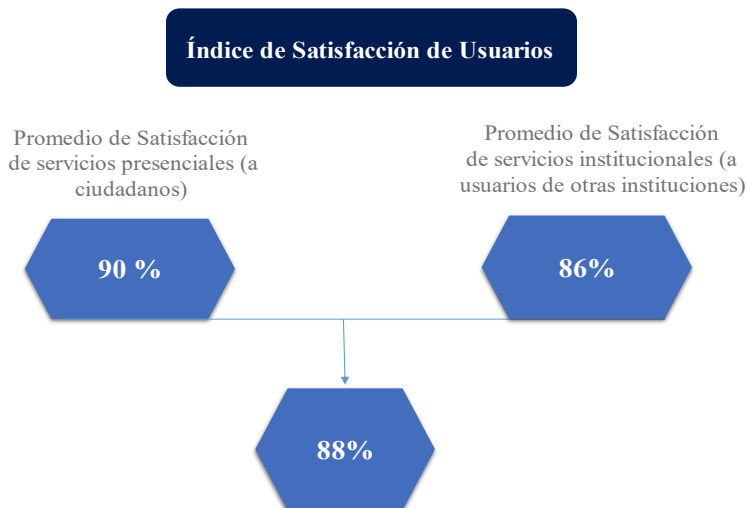 Índice de Satisfacción de Usuarios
Promedio de Satisfacción
de servicios presenciales (a
ciudadanos)
Promedio de Satisfacción
de servicios institucionales (a
usuarios de otras instituciones)
90 %
86%
88%